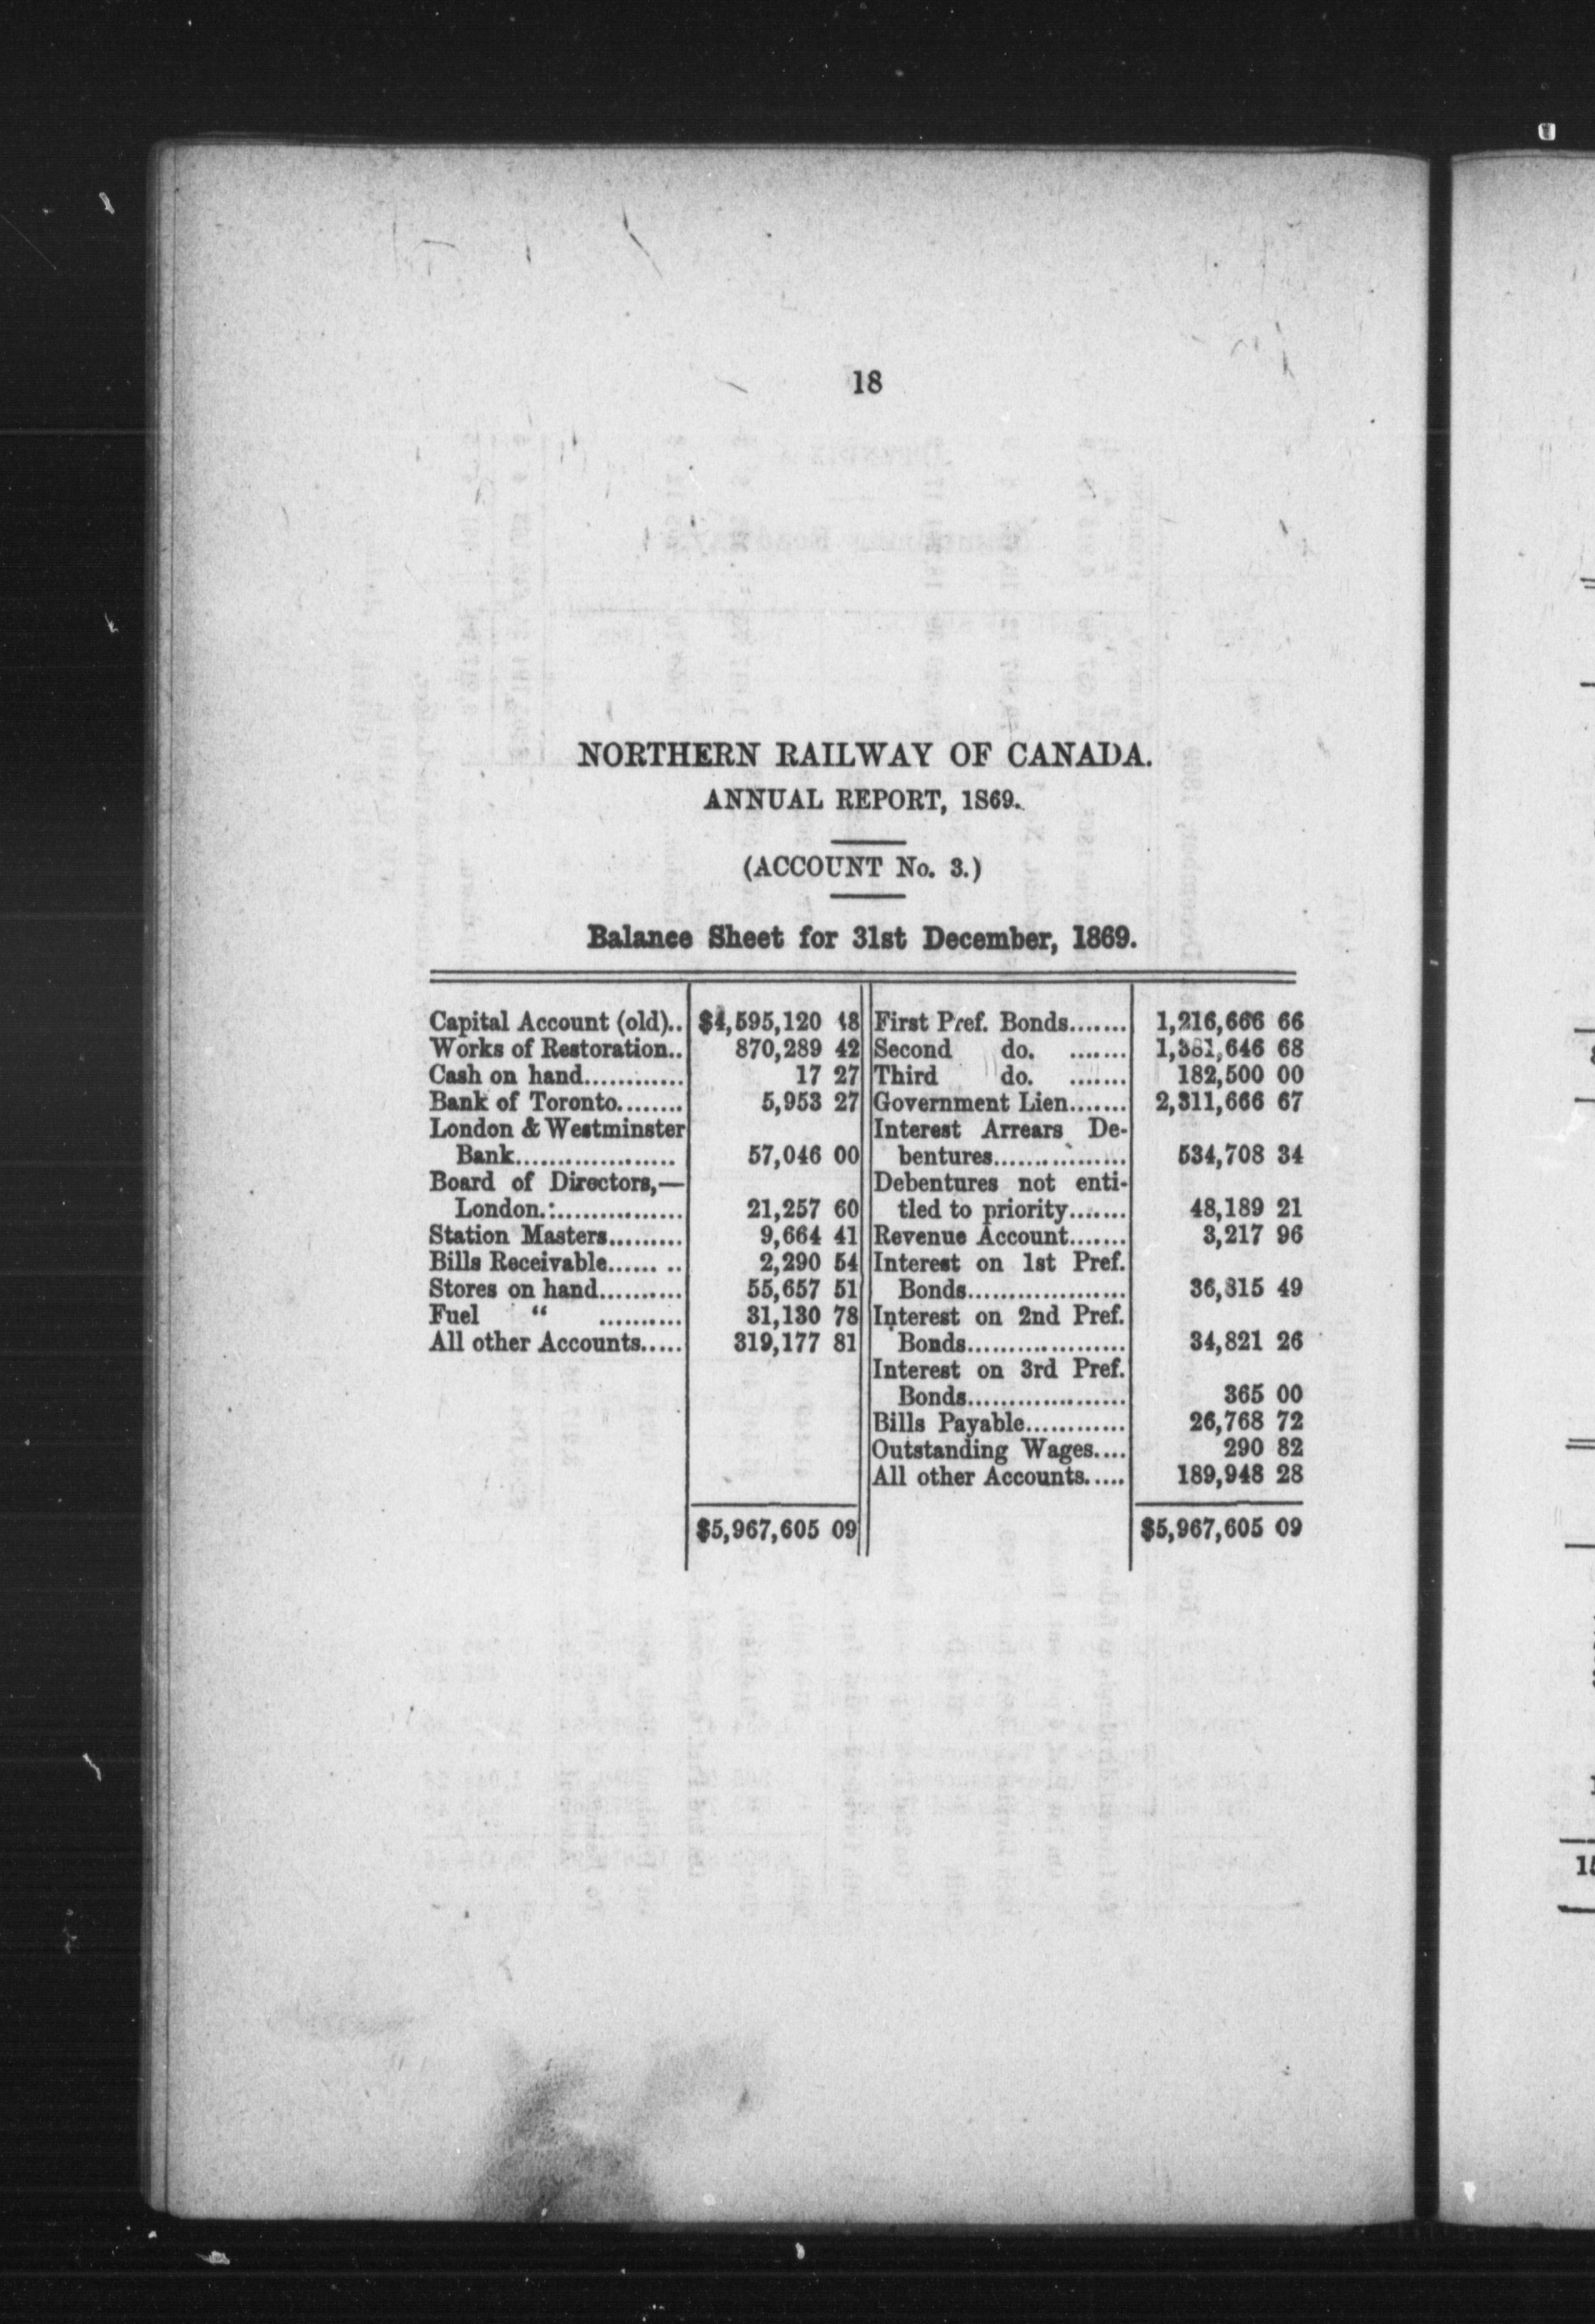 18
NORTHERN RAILWAY OF CANADA.
ANNUAL REPORT, 1869.
(ACCOUNT No. 3.)
Balance Sheet for 31st December, 1869.
Capital Account (old).. $4,595,120 48
Works of Restoration.. 870,289 42
Cash on hand............ 17 27
Bank of Toronto........ 5,953 27
London & Westminster
Bank................... 57,046 00
Board of Directors,—
London.:............... 21,257 60
Station Masters......... 9,664 41
Bills Receivable...... .. 2,290 54
Stores on hand.......... 55,657 51
Fuel “ .......... 31,130 78
All other Accounts..... 319,177 81
$5,967,605 09
First Pref. Bonds....... 1,216,666 66
Second do. ....... 1,381,646 68
Third do. ....... 182,500 00
Government Lien....... 2,311,666 67
Interest Arrears De-
bentures................ 534,708 34
Debentures not enti-
tled to priority....... 48,189 21
Revenue Account....... 3,217 96
Interest on 1st Pref.
Bonds................... 36,815 49
Interest on 2nd Pref.
Bonds................... 34,821 26
Interest on 3rd Pref.
Bonds................... 365 00
Bills Payable............ 26,768 72
Outstanding Wages.... 290 82
All other Accounts..... 189,948 28
$5,967,605 09